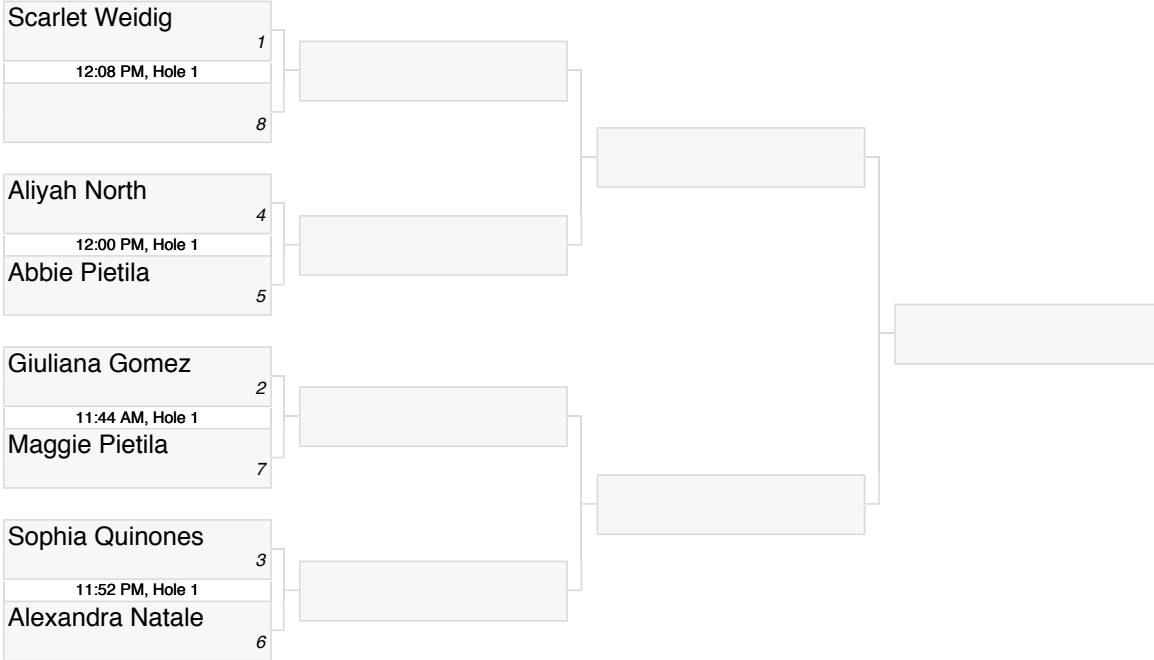 Scarlet Weidig
1
12:08 PM, Hole 1
8
Aliyah North
4
12:00 PM, Hole 1
Abbie Pietila
5
Giuliana Gomez
2
11:44 AM, Hole 1
Maggie Pietila
7
Sophia Quinones
3
11:52 PM, Hole 1
Alexandra Natale
6